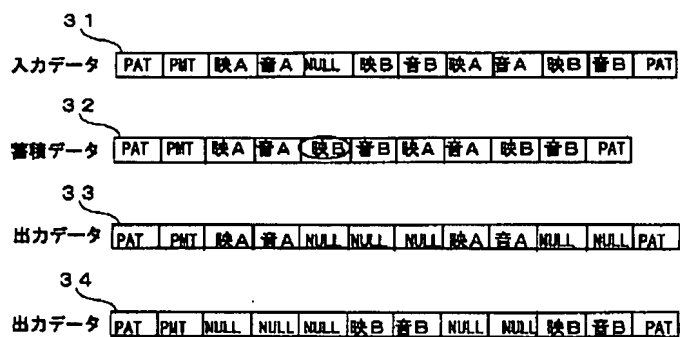 31
入力データ PAT PMT 映A 音A NULL 映B 音B 映A 音A 映B 音B PAT
32
蓄積データ PAT PMT 映A 音A 映B 音B 映A 音A 映B 音B PAT
33
出力データ PAT PMT 映A 音A NULL NULL NULL 映A 音A NULL NULL PAT
34
出力データ PAT PMT NULL NULL NULL 映B 音B NULL NULL 映B 音B PAT